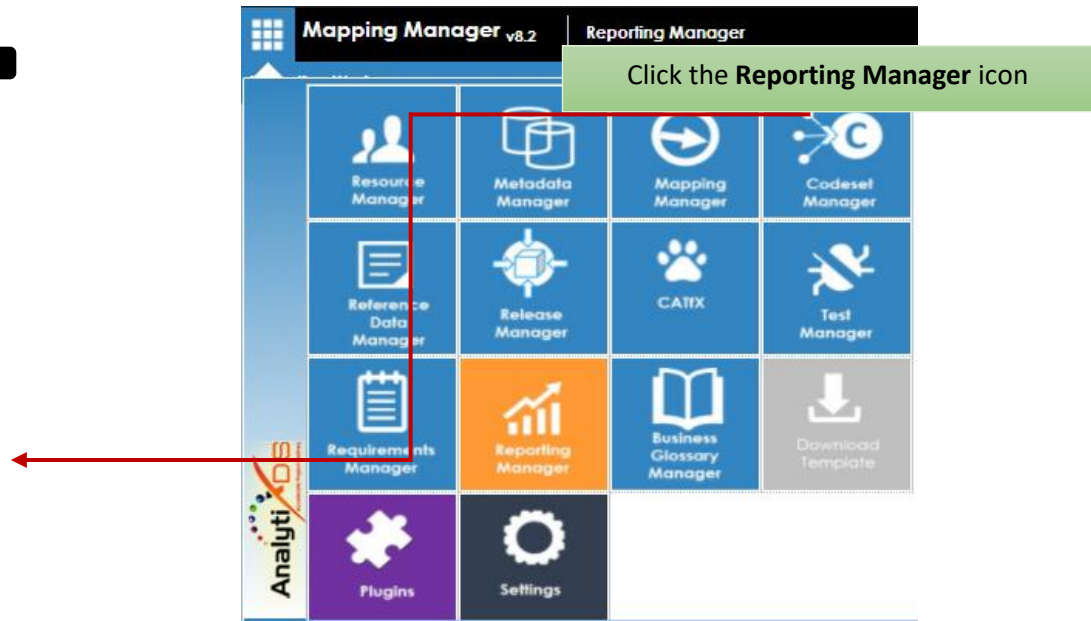 Mapping Manager v8.2
Reporting Manager
Click the Reporting Manager icon
Resource
Manager
Metadata
Manager
Mapping
Manager
Codeset
Manager
Reference
Data
Manager
Release
Manager
CATfX
Test
Manager
Requirements
Manager
Reporting
Manager
Business
Glossary
Manager
Download
Template
Plugins
Settings
Analyti DS